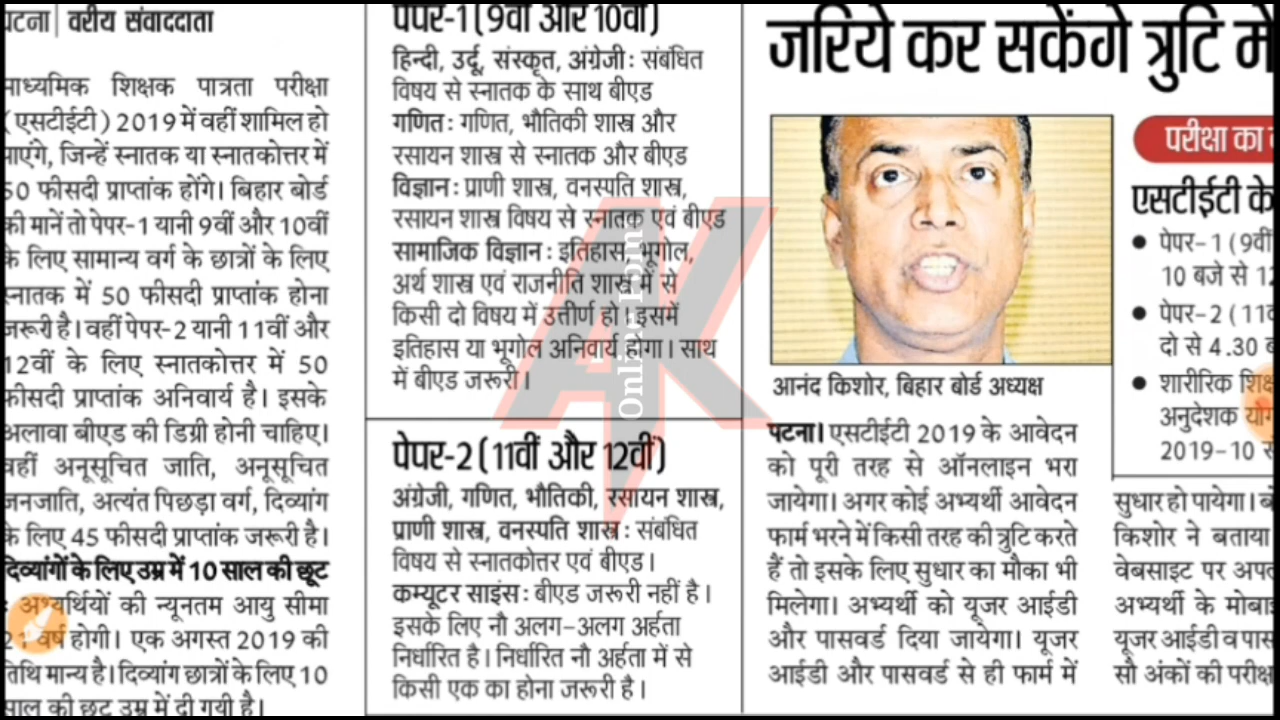 पटना| वरीय संवाददाता
माध्यमिक शिक्षक पात्रता परीक्षा
(एसटीईटी) 2019 में वहीं शामिल हो
पाएंगे, जिन्हें स्नातक या स्नातकोत्तर में
50 फीसदी प्राप्तांक होंगे। बिहार बोर्ड
की मानें तो पेपर-1 यानी 9वीं और 10वीं
के लिए सामान्य वर्ग के छात्रों के लिए
स्नातक में 50 फीसदी प्राप्तांक होना
जरूरी है। वहीं पेपर-2 यानी 11वीं और
12वीं के लिए स्नातकोत्तर में 50
फीसदी प्राप्तांक अनिवार्य है। इसके
अलावा बीएड की डिग्री होनी चाहिए।
वहीं अनुसूचित जाति, अनुसूचित
जनजाति, अत्यंत पिछड़ा वर्ग, दिव्यांग
के लिए 45 फीसदी प्राप्तांक जरूरी है।
दिव्यांगों के लिए उम्र में 10 साल की छूट
: अभ्यर्थियों की न्यूनतम आयु सीमा
21 वर्ष होगी। एक अगस्त 2019 की
तिथि मान्य है। दिव्यांग छात्रों के लिए 10
साल की छूट उम्र में दी गयी है।
पेपर-1 (9वीं और 10वीं)
हिन्दी, उर्दू, संस्कृत, अंग्रेजी: संबंधित
विषय से स्नातक के साथ बीएड
गणित: गणित, भौतिकी शास्त्र और
रसायन शास्त्र से स्नातक और बीएड
विज्ञान: प्राणी शास्त्र, वनस्पति शास्त्र,
रसायन शास्त्र विषय से स्नातक एवं बीएड
सामाजिक विज्ञान: इतिहास, भूगोल,
अर्थ शास्त्र एवं राजनीति शास्त्र में से
किसी दो विषय में उत्तीर्ण हो। इसमें
इतिहास या भूगोल अनिवार्य होगा। साथ
में बीएड जरूरी।
पेपर-2 (11वीं और 12वीं)
अंग्रेजी, गणित, भौतिकी, रसायन शास्त्र,
प्राणी शास्त्र, वनस्पति शास्त्र: संबंधित
विषय से स्नातकोत्तर एवं बीएड।
कम्यूटर साइंस: बीएड जरूरी नहीं है।
इसके लिए नौ अलग-अलग अर्हता
निर्धारित है। निर्धारित नौ अर्हता में से
किसी एक का होना जरूरी है।
AK
Online From
जरिये कर सकेंगे त्रुटि में
आनंद किशोर, बिहार बोर्ड अध्यक्ष
पटना। एसटीईटी 2019 के आवेदन
को पूरी तरह से ऑनलाइन भरा
जायेगा। अगर कोई अभ्यर्थी आवेदन
फार्म भरने में किसी तरह की त्रुटि करते
हैं तो इसके लिए सुधार का मौका भी
मिलेगा। अभ्यर्थी को यूजर आईडी
और पासवर्ड दिया जायेगा। यूजर
आईडी और पासवर्ड से ही फार्म में
परीक्षा का
एसटीईटी के
● पेपर-1 (9वीं
10 बजे से 12
● पेपर-2 (11व
दो से 4.30 ब
● शारीरिक शिक्ष
अनुदेशक यो
2019-10 स
सुधार हो पायेगा। बो
किशोर ने बताया
वेबसाइट पर अप
अभ्यर्थी के मोबा
यूजर आईडी व पास
सौ अंकों की परीक्ष